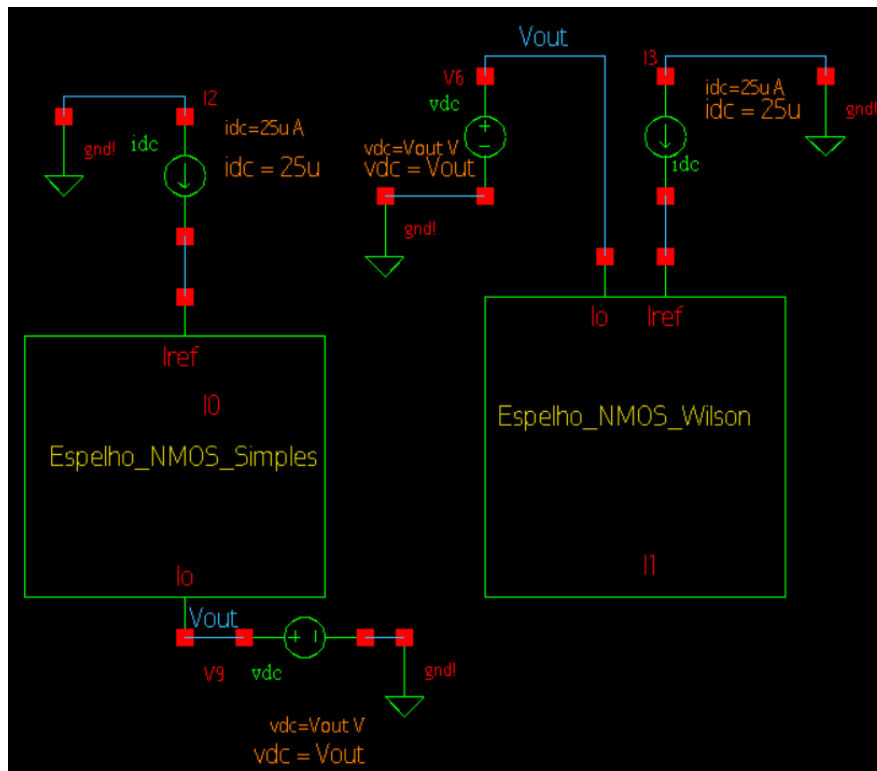 I2
idc=25u A
idc = 25u
idc
gnd!
Iref
I0
Espelho_NMOS_Simples
Io
Vout
V9
vdc
gnd!
vdc=Vout V
vdc = Vout
Vout
V6
vdc
vdc=Vout V
vdc = Vout
gnd!
I3
idc=25u A
idc = 25u
idc
gnd!
Io Iref
Espelho_NMOS_Wilson
I1